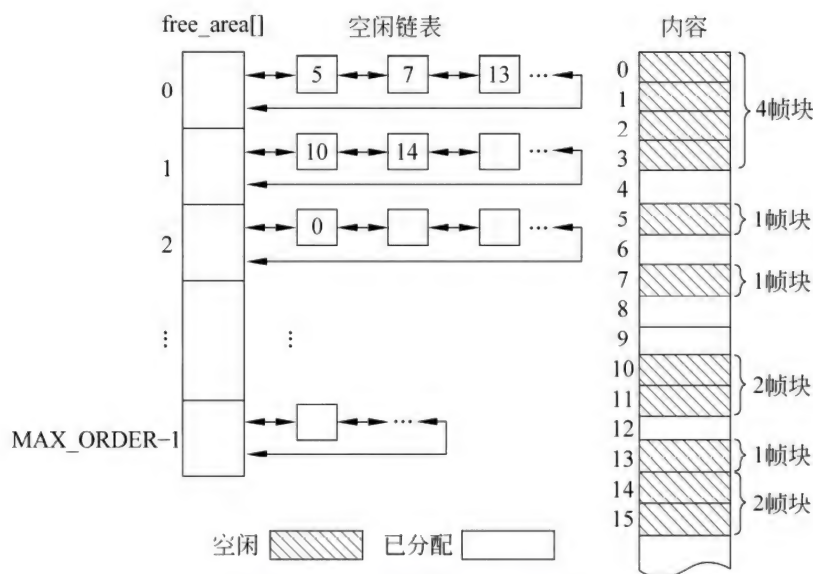 free_area[] 空闲链表 内容
0 5 7 13 …
1 10 14 …
2 0 …
⋮ ⋮
MAX_ORDER−1 …
0
1
2
3
4帧块
4
5 1帧块
6
7 1帧块
8
9
10
11
2帧块
12
13 1帧块
14
15
2帧块
空闲 已分配